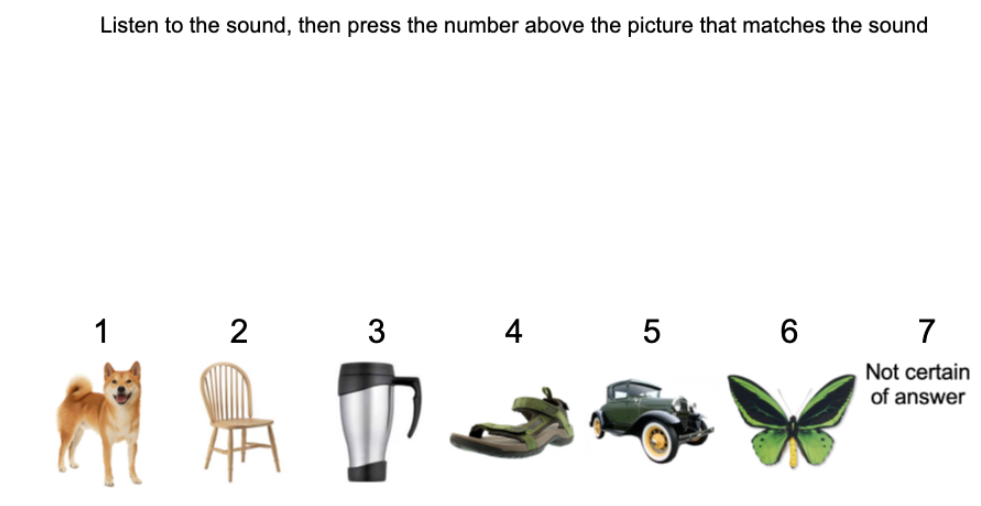 Listen to the sound, then press the number above the picture that matches the sound
1 2 3 4 5 6 7
Not certain
of answer